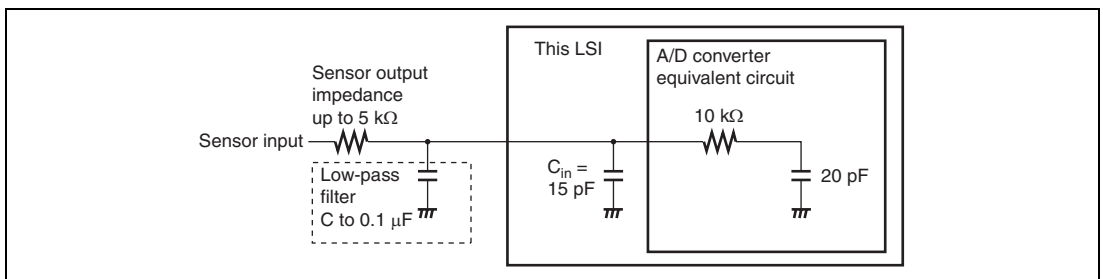 This LSI
A/D converter
equivalent circuit
Sensor output
impedance
up to 5 kΩ
10 kΩ
Sensor input
Low-pass
filter
C to 0.1 μF
Cin =
15 pF
20 pF